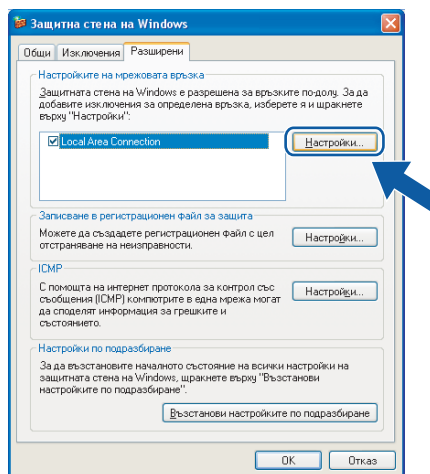 Защитна стена на Windows
Общи Изключения Разширени
Настройките на мрежовата връзка
Защитната стена на Windows е разрешена за връзките по-долу. За да
добавите изключения за определена връзка, изберете я и щракнете
върху "Настройки":
Local Area Connection
Настройки...
Записване в регистрационен файл за защита
Можете да създадете регистрационен файл с цел
отстраняване на неизправности.
Настройки...
ICMP
С помощта на интернет протокола за контрол със
съобщения (ICMP) компютрите в една мрежа могат
да споделят информация за грешките и
състоянието.
Настройки...
Настройки по подразбиране
За да възстановите началното състояние на всички настройки на
защитната стена на Windows, щракнете върху "Възстанови
настройките по подразбиране".
Възстанови настройките по подразбиране
OK Отказ